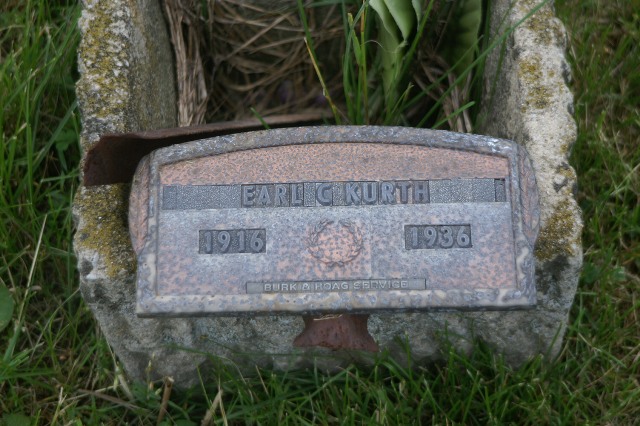 EARL C KURTH
1916 1936
BURK & HOAG SERVICE